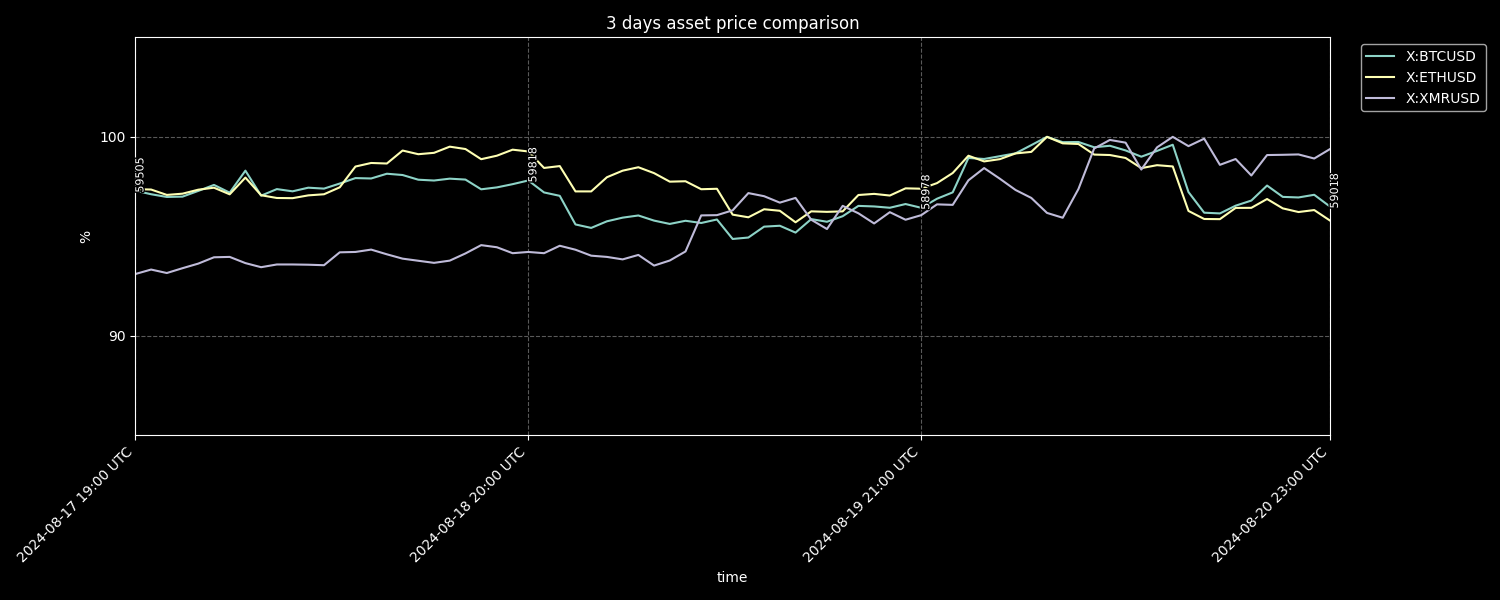 3 days asset price comparison
X:BTCUSD
X:ETHUSD
X:XMRUSD
100
90
%
59505
59818
58978
59018
2024-08-17 19:00 UTC
2024-08-18 20:00 UTC
2024-08-19 21:00 UTC
2024-08-20 23:00 UTC
time